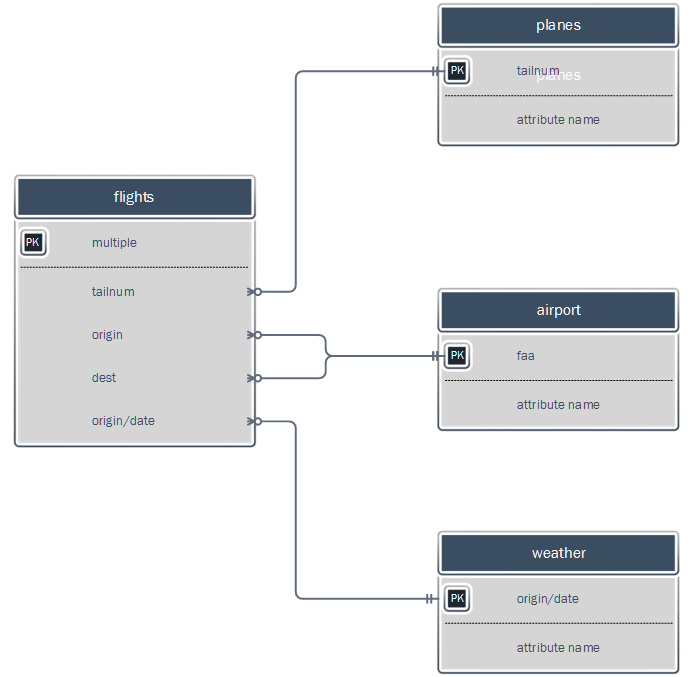 planes
PK tailnum
planes
attribute name
flights
PK multiple
tailnum
origin
dest
origin/date
airport
PK faa
attribute name
weather
PK origin/date
attribute name